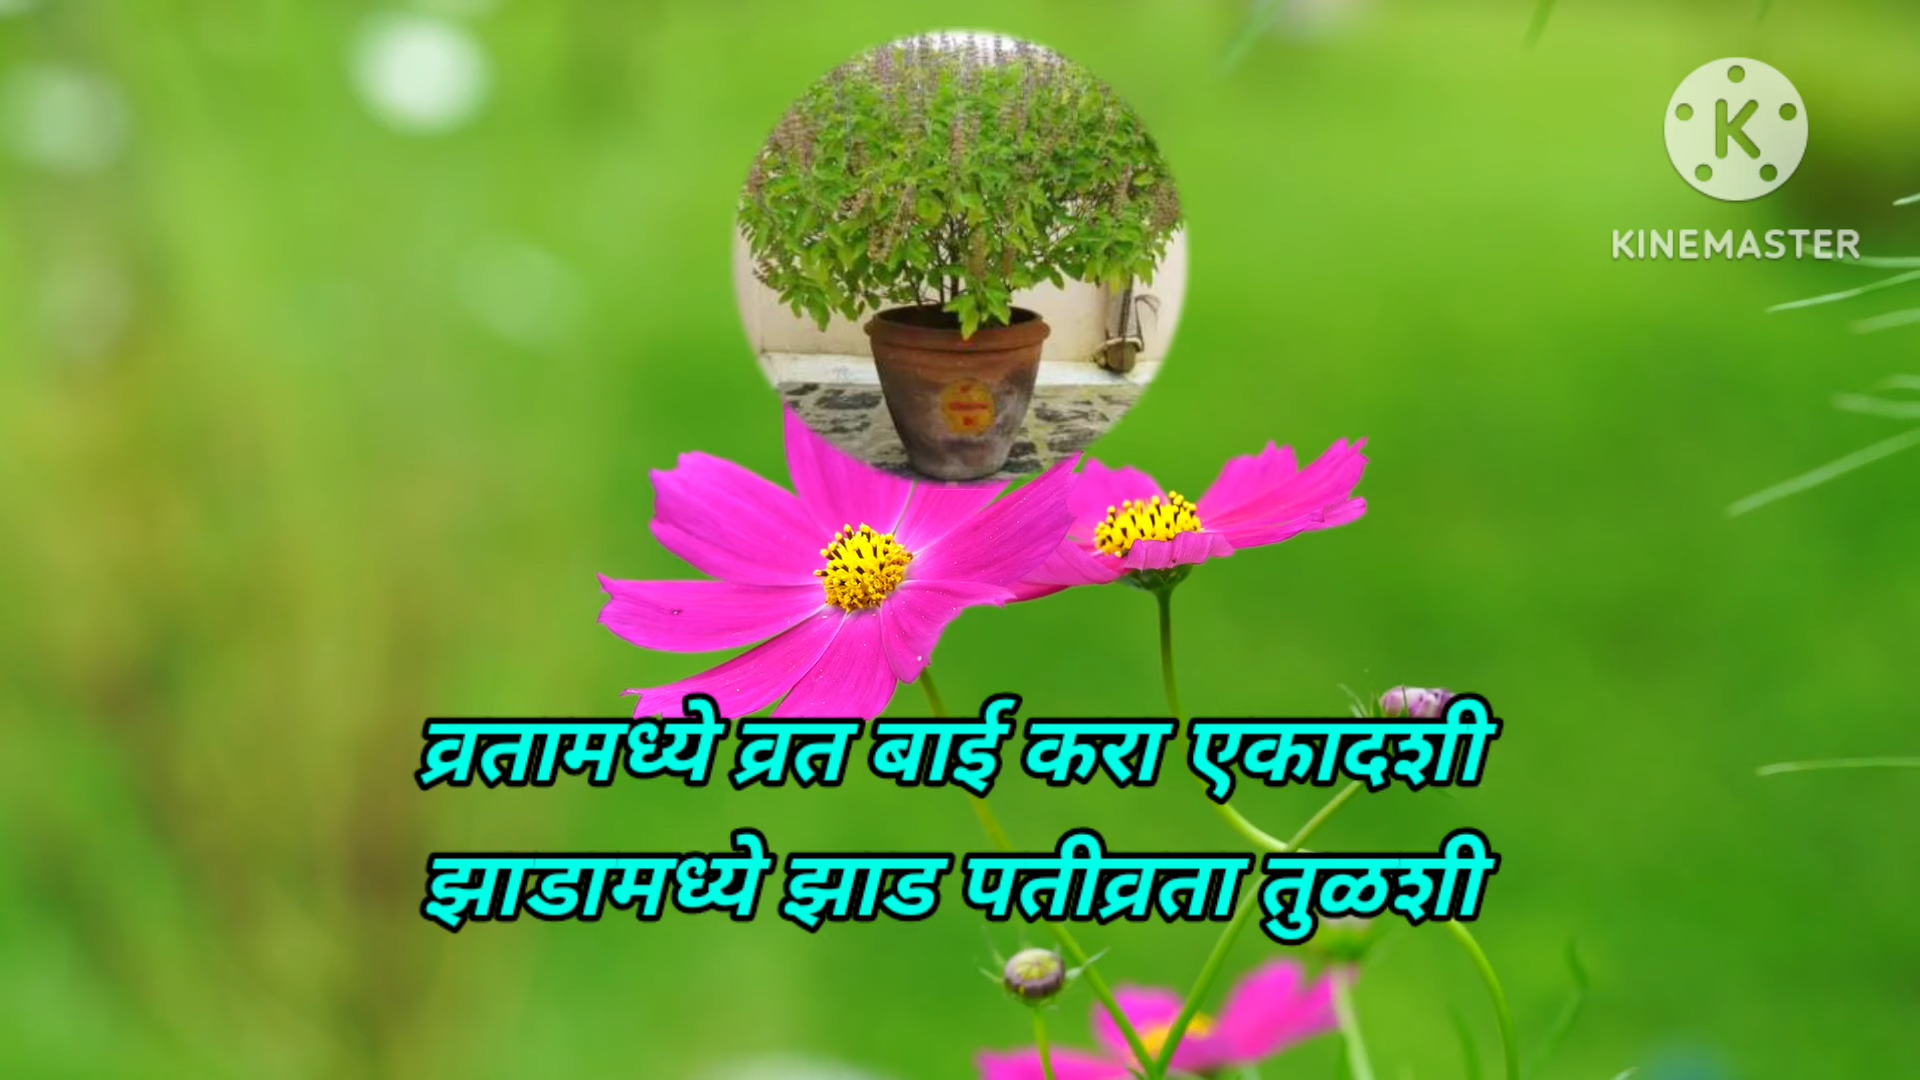 KINEMASTER
व्रतामध्ये व्रत बाई करा एकादशी
झाडामध्ये झाड पतीव्रता तुळशी